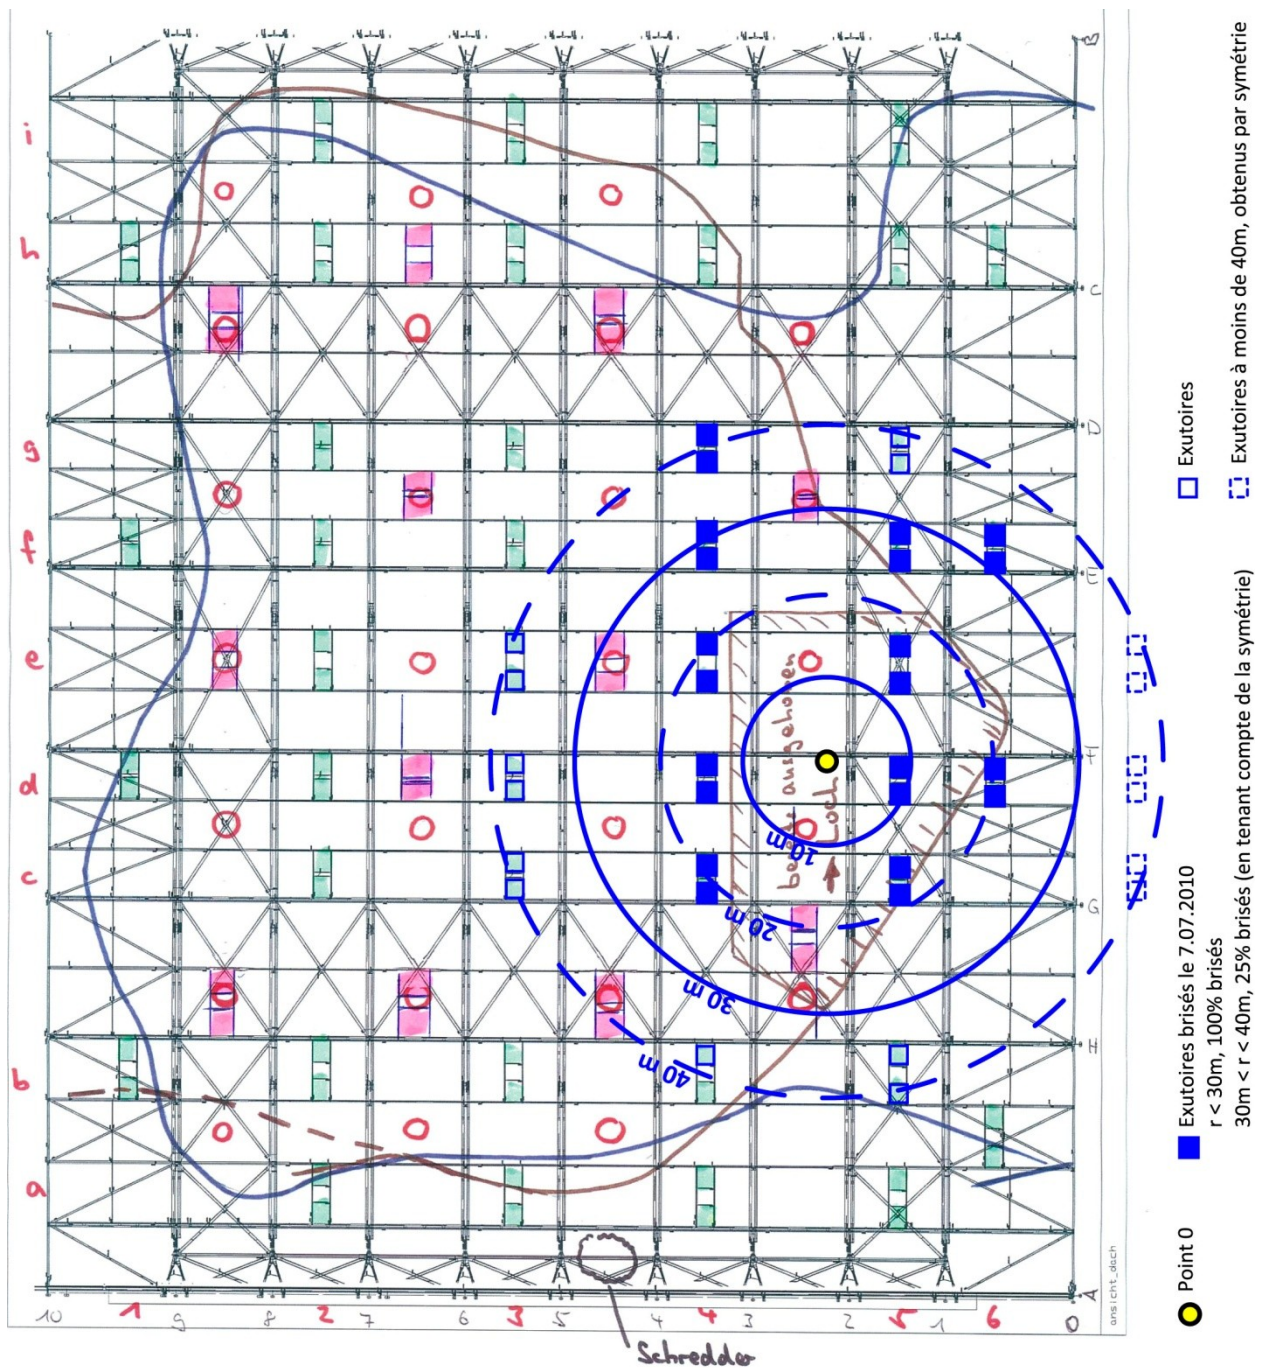 i
h
g
f
e
d
c
b
a
B
C
D
E
G
H
A
10
1
9
8
2
7
6
3
5
4
4
3
2
5
1
6
0
10 m
20 m
30 m
40 m
ausgehoben
Loch
Schredder
ansicht_dach
Point 0
Exutoires brisés le 7.07.2010
r < 30m, 100% brisés
30m < r < 40m, 25% brisés (en tenant compte de la symétrie)
Exutoires
Exutoires à moins de 40m, obtenus par symétrie